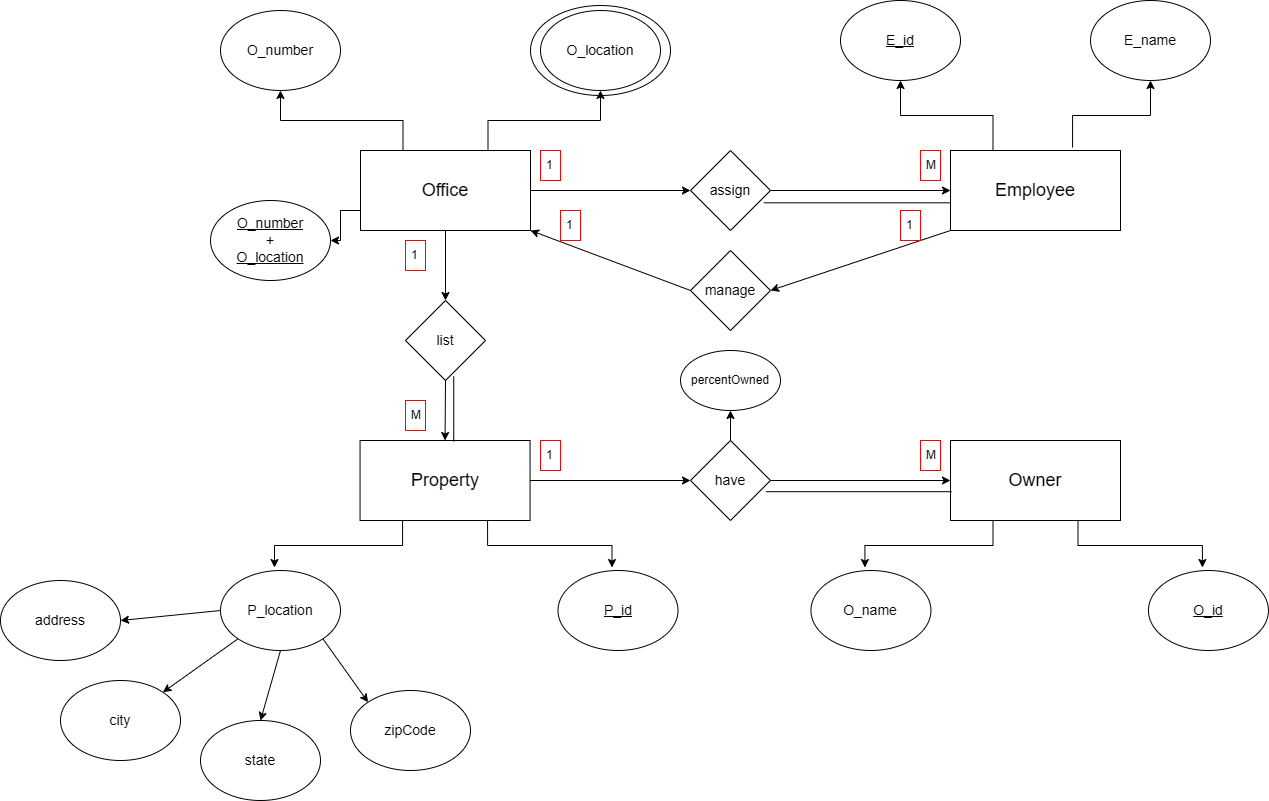 O_number
O_location
E_id
E_name
1
M
Office
assign
Employee
O_number
+
O_location
1
1
1
manage
list
percentOwned
M
1
M
Property
have
Owner
address
P_location
P_id
O_name
O_id
city
state
zipCode